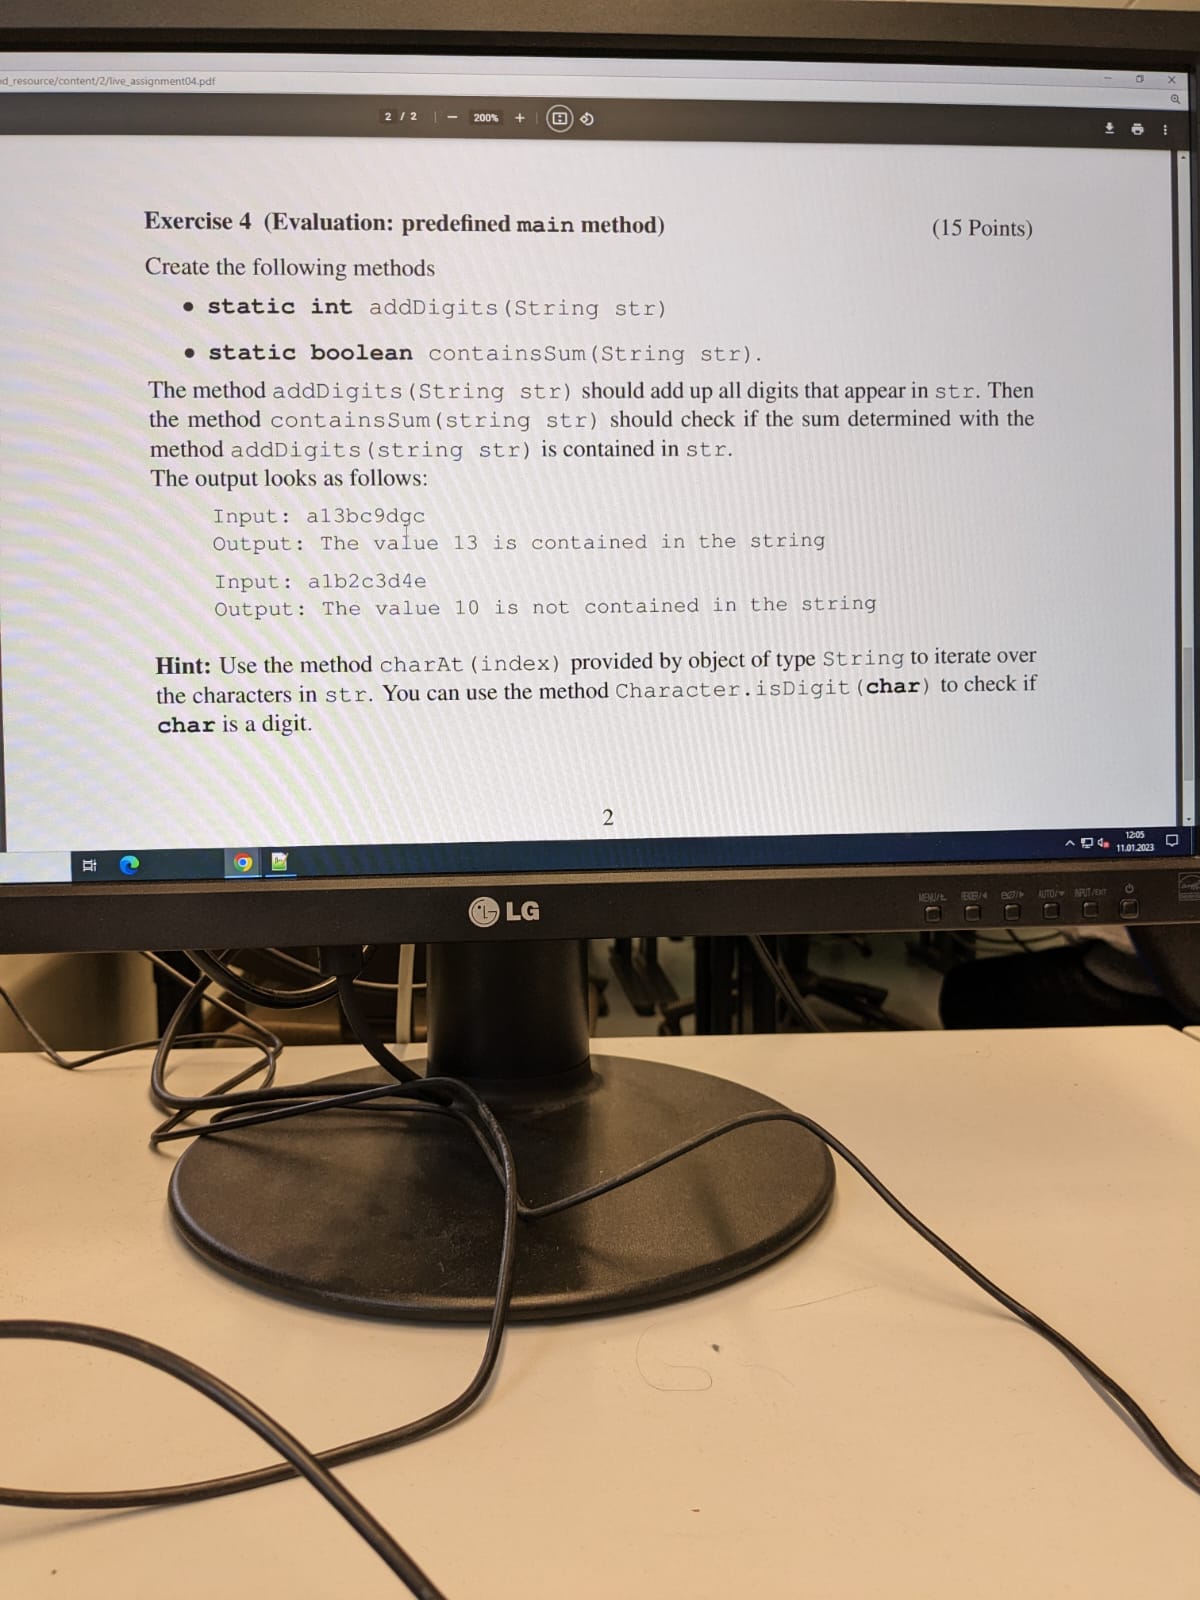 id_resource/content/2/live_assignment04.pdf
2 / 2 | — 200% + |
Exercise 4 (Evaluation: predefined main method) (15 Points)
Create the following methods
• static int addDigits(String str)
• static boolean containsSum(String str).
The method addDigits(String str) should add up all digits that appear in str. Then
the method containsSum(string str) should check if the sum determined with the
method addDigits(string str) is contained in str.
The output looks as follows:
Input: a13bc9dgc
Output: The value 13 is contained in the string
Input: a1b2c3d4e
Output: The value 10 is not contained in the string
Hint: Use the method charAt(index) provided by object of type String to iterate over
the characters in str. You can use the method Character.isDigit(char) to check if
char is a digit.
2
12:05
11.01.2023
LG
MENU/ AUTO/ INPUT/EXIT